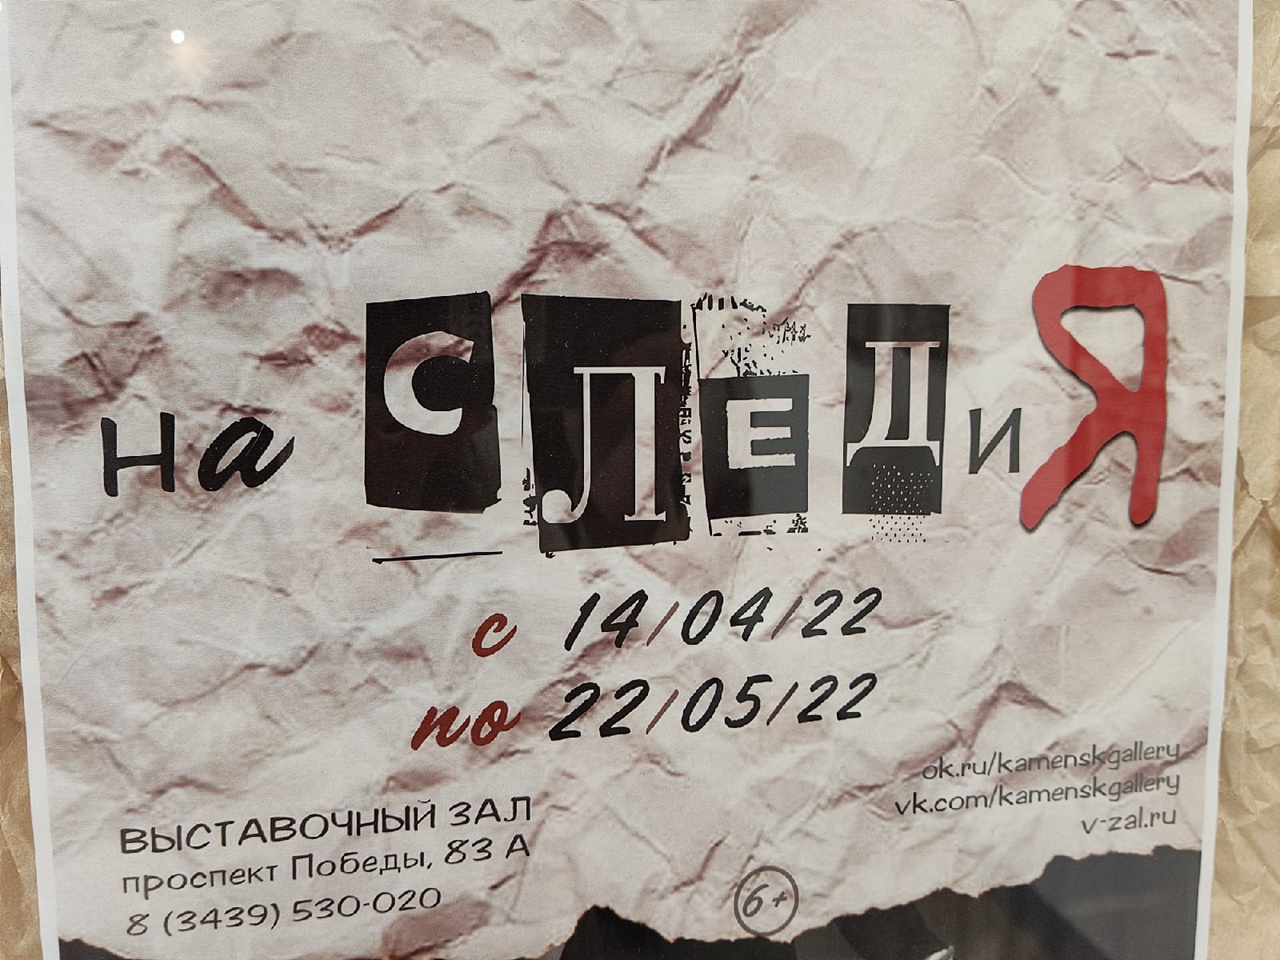 на СЛЕДиЯ
с 14/04/22
по 22/05/22
ok.ru/kamenskgallery
vk.com/kamenskgallery
v-zal.ru
ВЫСТАВОЧНЫЙ ЗАЛ
проспект Победы, 83 А
8 (3439) 530-020
6+